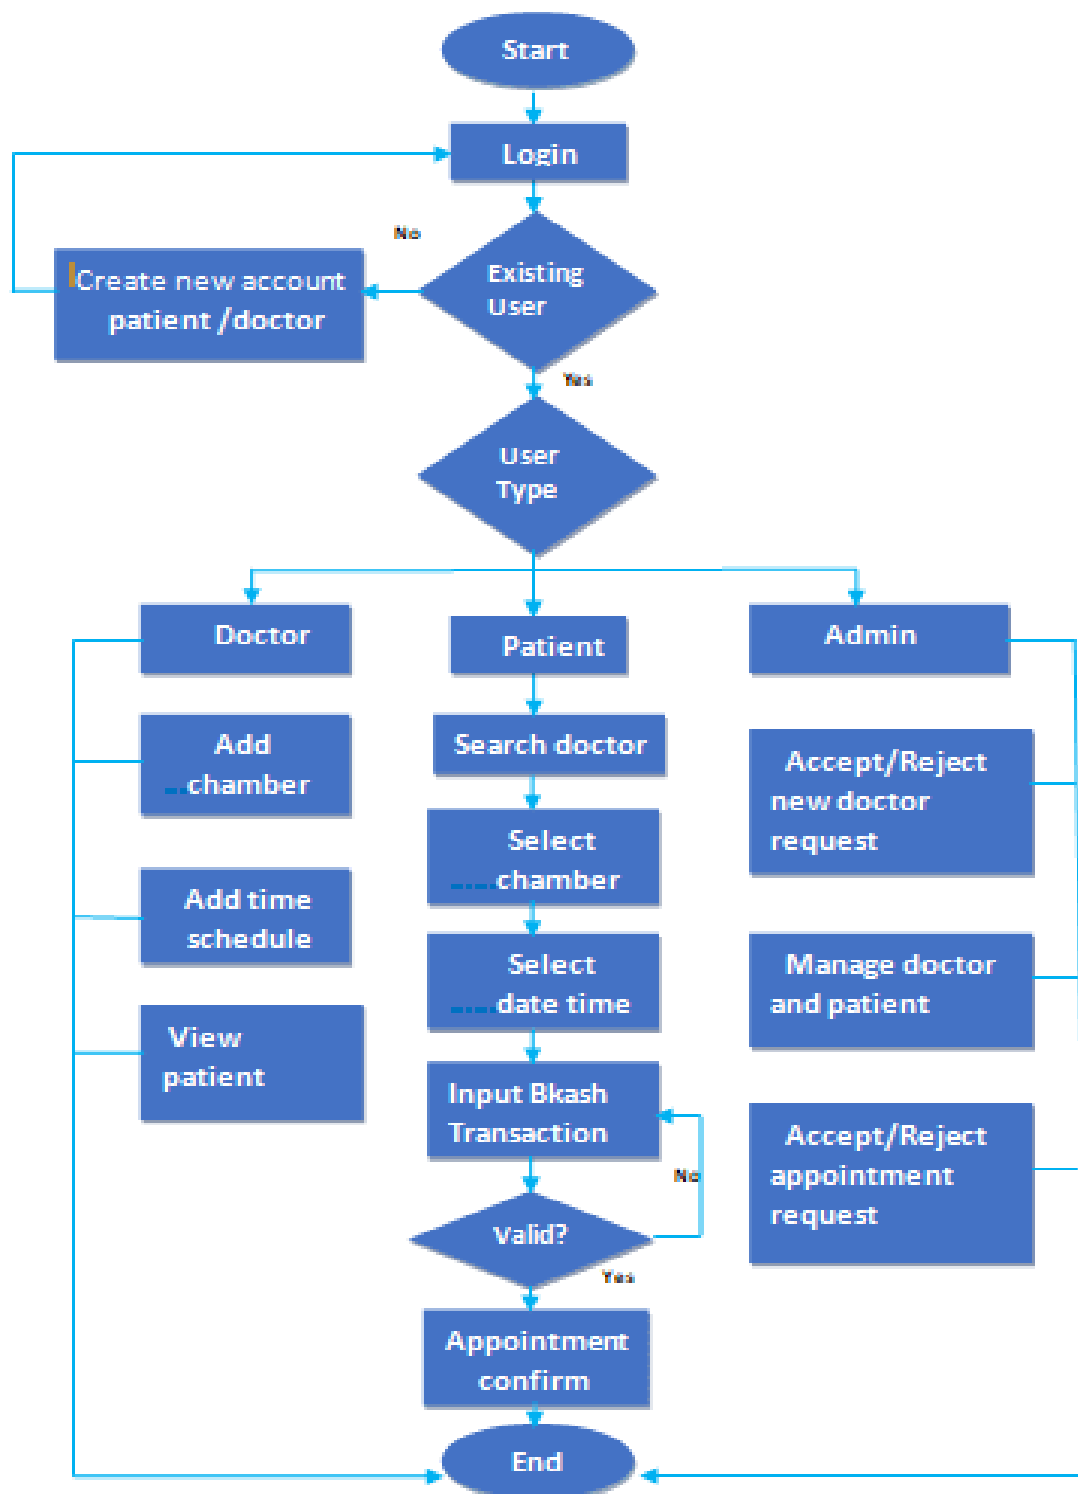 Start
Login
No
Existing
User
Create new account
patient /doctor
Yes
User
Type
Doctor
Patient
Admin
Add
....chamber
Search doctor
Accept/Reject
new doctor
request
Select
......chamber
Add time
schedule
Select
......date time
Manage doctor
and patient
View
patient
Input Bkash
Transaction
Accept/Reject
appointment
request
No
Valid?
Yes
Appointment
confirm
End